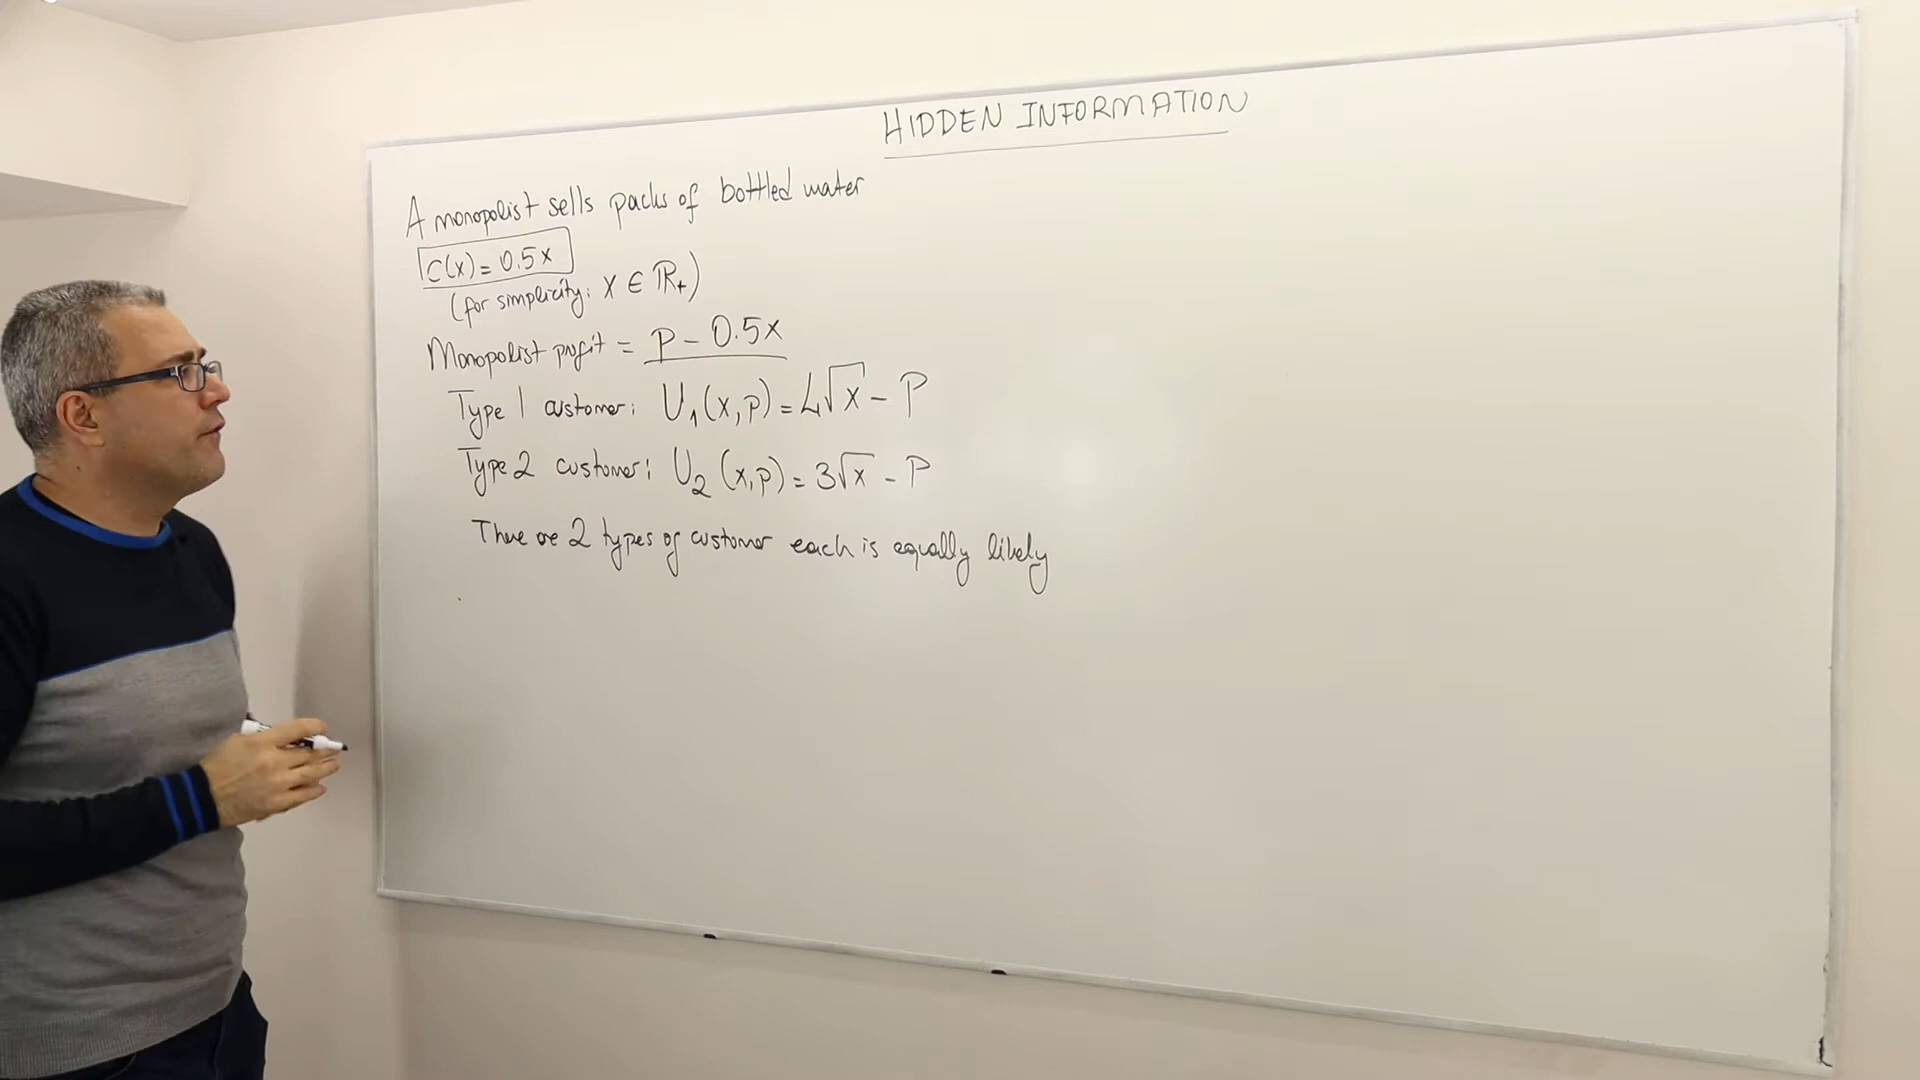 HIDDEN INFORMATION
A monopolist sells packs of bottled water
C(x) = 0.5x
(for simplicity: x ∈ ℝ₊)
Monopolist profit = P - 0.5x
Type 1 customer: U₁(x,p) = 4√x - P
Type 2 customer: U₂(x,p) = 3√x - P
There are 2 types of customer each is equally likely